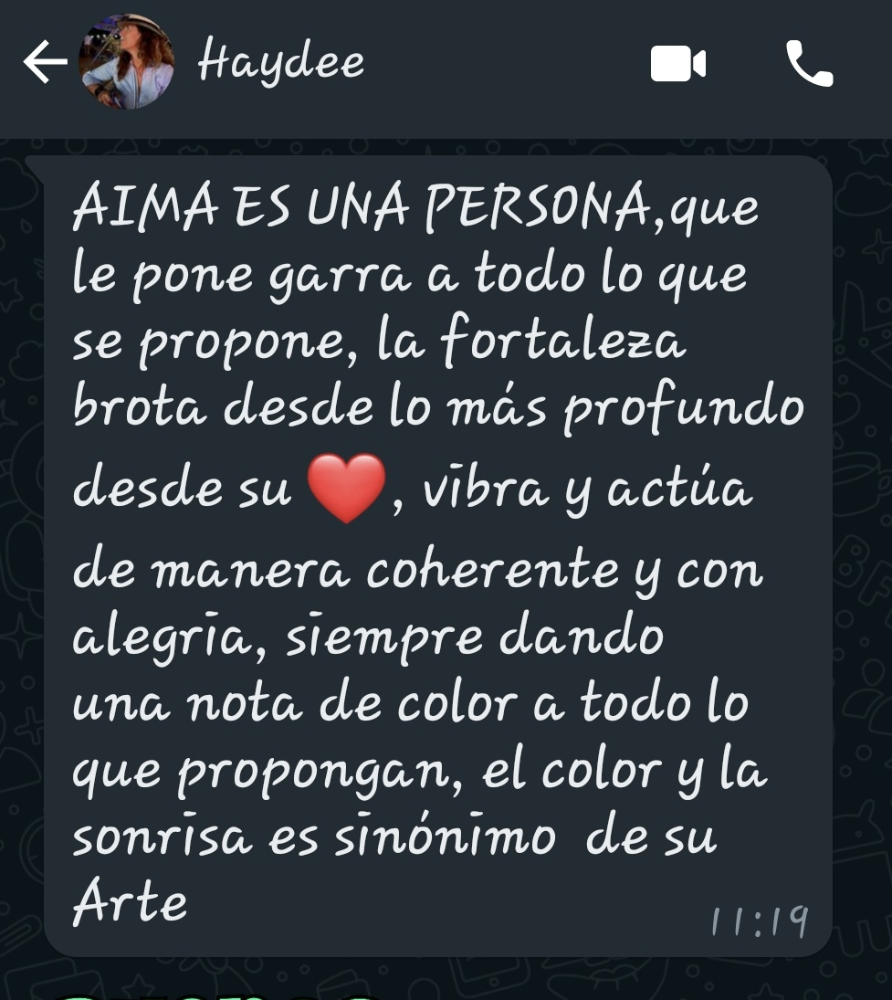 Haydee
AIMA ES UNA PERSONA,que
le pone garra a todo lo que
se propone, la fortaleza
brota desde lo más profundo
desde su ❤️, vibra y actúa
de manera coherente y con
alegria, siempre dando
una nota de color a todo lo
que propongan, el color y la
sonrisa es sinónimo de su
Arte
11:19